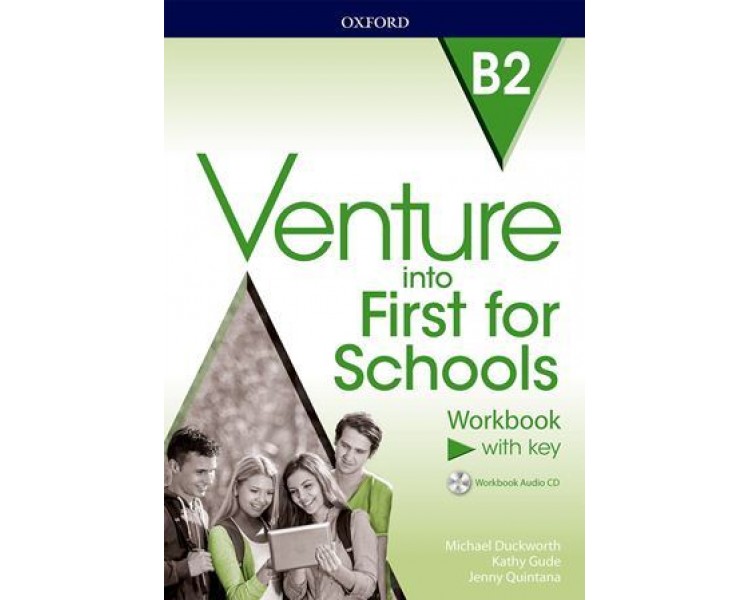 OXFORD
B2
Venture
into
First for
Schools
Workbook
with key
Workbook Audio CD
Michael Duckworth
Kathy Gude
Jenny Quintana